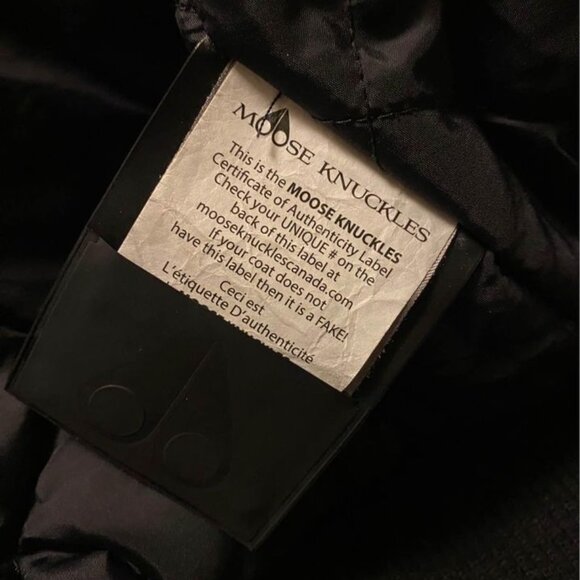 MOOSE KNUCKLES
This is the MOOSE KNUCKLES
Certificate of Authenticity Label
Check your UNIQUE # on the
back of this label at
mooseknucklescanada.com
If your coat does not
have this label then it is a FAKE!
Ceci est
L'étiquette D'authenticité